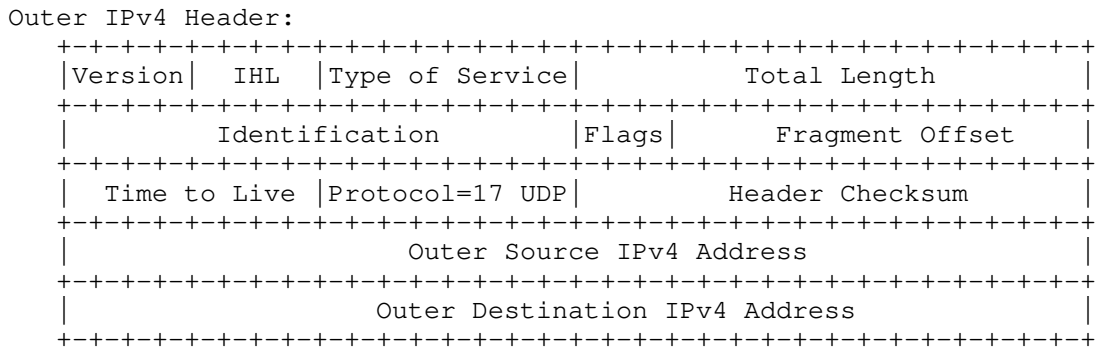 Outer IPv4 Header:
+-+-+-+-+-+-+-+-+-+-+-+-+-+-+-+-+-+-+-+-+-+-+-+-+-+-+-+-+-+-+-+-+
|Version|  IHL  |Type of Service|          Total Length         |
+-+-+-+-+-+-+-+-+-+-+-+-+-+-+-+-+-+-+-+-+-+-+-+-+-+-+-+-+-+-+-+-+
|         Identification        |Flags|      Fragment Offset    |
+-+-+-+-+-+-+-+-+-+-+-+-+-+-+-+-+-+-+-+-+-+-+-+-+-+-+-+-+-+-+-+-+
|  Time to Live |Protocol=17 UDP|         Header Checksum       |
+-+-+-+-+-+-+-+-+-+-+-+-+-+-+-+-+-+-+-+-+-+-+-+-+-+-+-+-+-+-+-+-+
|                     Outer Source IPv4 Address                 |
+-+-+-+-+-+-+-+-+-+-+-+-+-+-+-+-+-+-+-+-+-+-+-+-+-+-+-+-+-+-+-+-+
|                   Outer Destination IPv4 Address              |
+-+-+-+-+-+-+-+-+-+-+-+-+-+-+-+-+-+-+-+-+-+-+-+-+-+-+-+-+-+-+-+-+